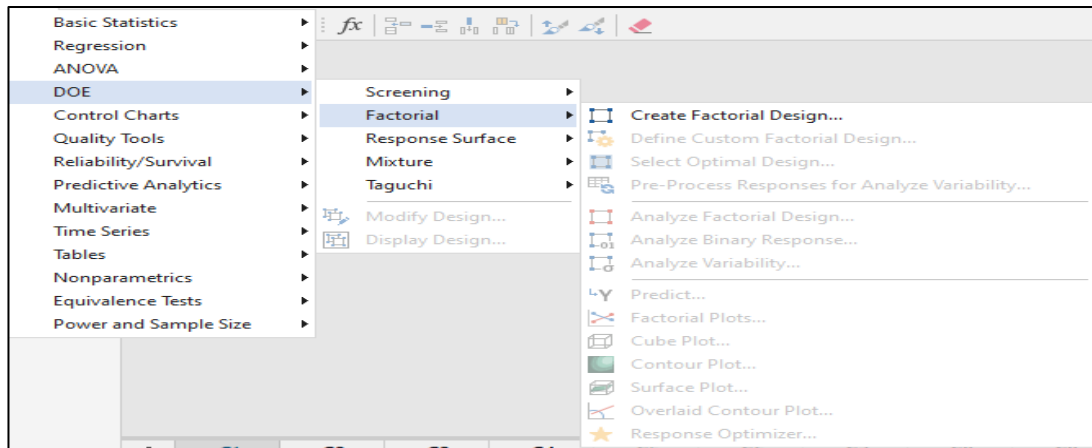 fx
Basic Statistics
Regression
ANOVA
DOE
Control Charts
Quality Tools
Reliability/Survival
Predictive Analytics
Multivariate
Time Series
Tables
Nonparametrics
Equivalence Tests
Power and Sample Size
Screening
Factorial
Response Surface
Mixture
Taguchi
Modify Design...
Display Design...
Create Factorial Design...
Define Custom Factorial Design...
Select Optimal Design...
Pre-Process Responses for Analyze Variability...
Analyze Factorial Design...
Analyze Binary Response...
Analyze Variability...
Predict...
Factorial Plots...
Cube Plot...
Contour Plot...
Surface Plot...
Overlaid Contour Plot...
Response Optimizer...